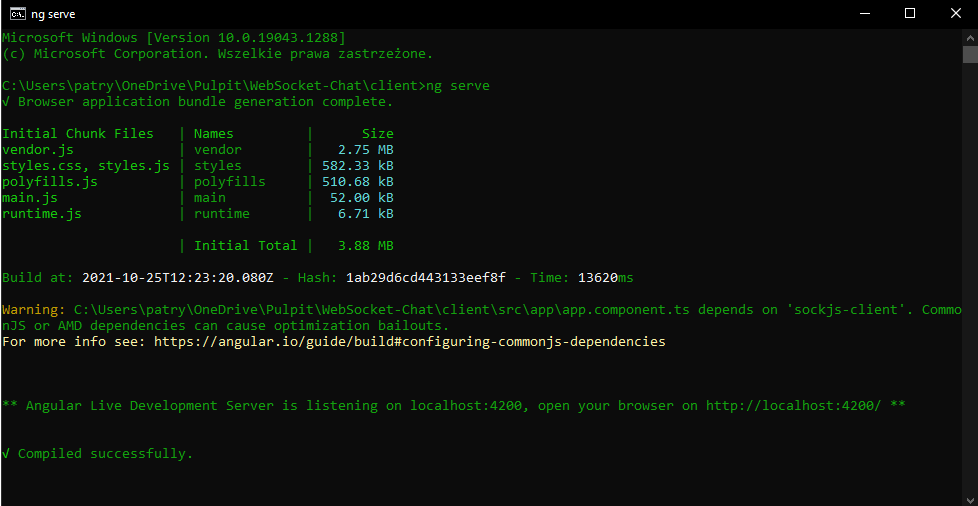 ng serve
Microsoft Windows [Version 10.0.19043.1288]
(c) Microsoft Corporation. Wszelkie prawa zastrzeżone.
C:\Users\patry\OneDrive\Pulpit\WebSocket-Chat\client>ng serve
√ Browser application bundle generation complete.
Initial Chunk Files   | Names         |      Size
vendor.js             | vendor        |   2.75 MB
styles.css, styles.js | styles        | 582.33 kB
polyfills.js          | polyfills     | 510.68 kB
main.js               | main          |  52.00 kB
runtime.js            | runtime       |   6.71 kB
| Initial Total |   3.88 MB
Build at: 2021-10-25T12:23:20.080Z - Hash: 1ab29d6cd443133eef8f - Time: 13620ms
Warning: C:\Users\patry\OneDrive\Pulpit\WebSocket-Chat\client\src\app\app.component.ts depends on 'sockjs-client'. Commo
nJS or AMD dependencies can cause optimization bailouts.
For more info see: https://angular.io/guide/build#configuring-commonjs-dependencies
** Angular Live Development Server is listening on localhost:4200, open your browser on http://localhost:4200/ **
√ Compiled successfully.